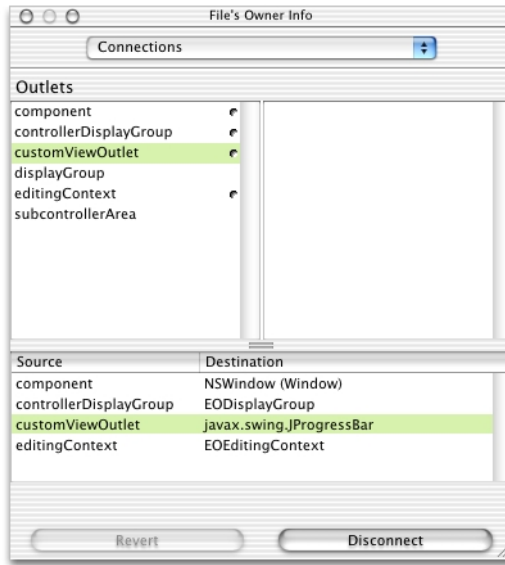 File's Owner Info
Connections
Outlets
component
controllerDisplayGroup
customViewOutlet
displayGroup
editingContext
subcontrollerArea
Source Destination
component NSWindow (Window)
controllerDisplayGroup EODisplayGroup
customViewOutlet javax.swing.JProgressBar
editingContext EOEditingContext
Revert Disconnect